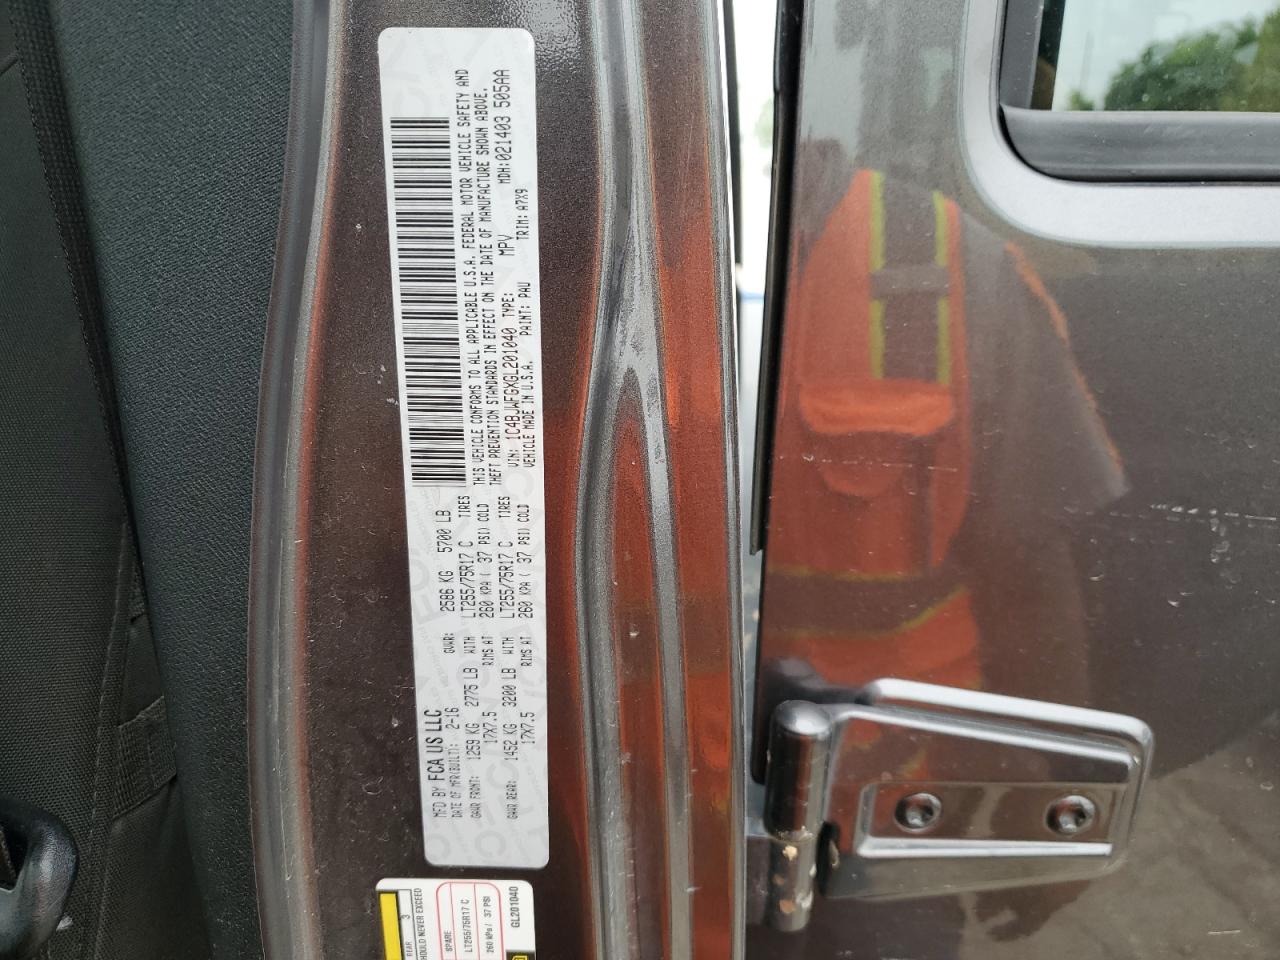 MFD BY FCA US LLC
DATE OF MFR(BUILT): 2-16 GVWR: 2586 KG 5700 LB
GAWR FRONT: 1259 KG 2775 LB WITH LT255/75R17 C TIRES
17X7.5 RIMS AT 260 KPA ( 37 PSI) COLD
GAWR REAR: 1452 KG 3200 LB WITH LT255/75R17 C TIRES
17X7.5 RIMS AT 260 KPA ( 37 PSI) COLD
THIS VEHICLE CONFORMS TO ALL APPLICABLE U.S.A. FEDERAL MOTOR VEHICLE SAFETY AND
THEFT PREVENTION STANDARDS IN EFFECT ON THE DATE OF MANUFACTURE SHOWN ABOVE.
VIN: 1C4BJWFGXGL201040 TYPE: MPV MDH:021403 505AA
VEHICLE MADE IN U.S.A. PAINT: PAU TRIM: A7X9
REAR 3
SHOULD NEVER EXCEED
SPARE
LT255/75R17 C
260 kPa / 37 PSI
GL201040